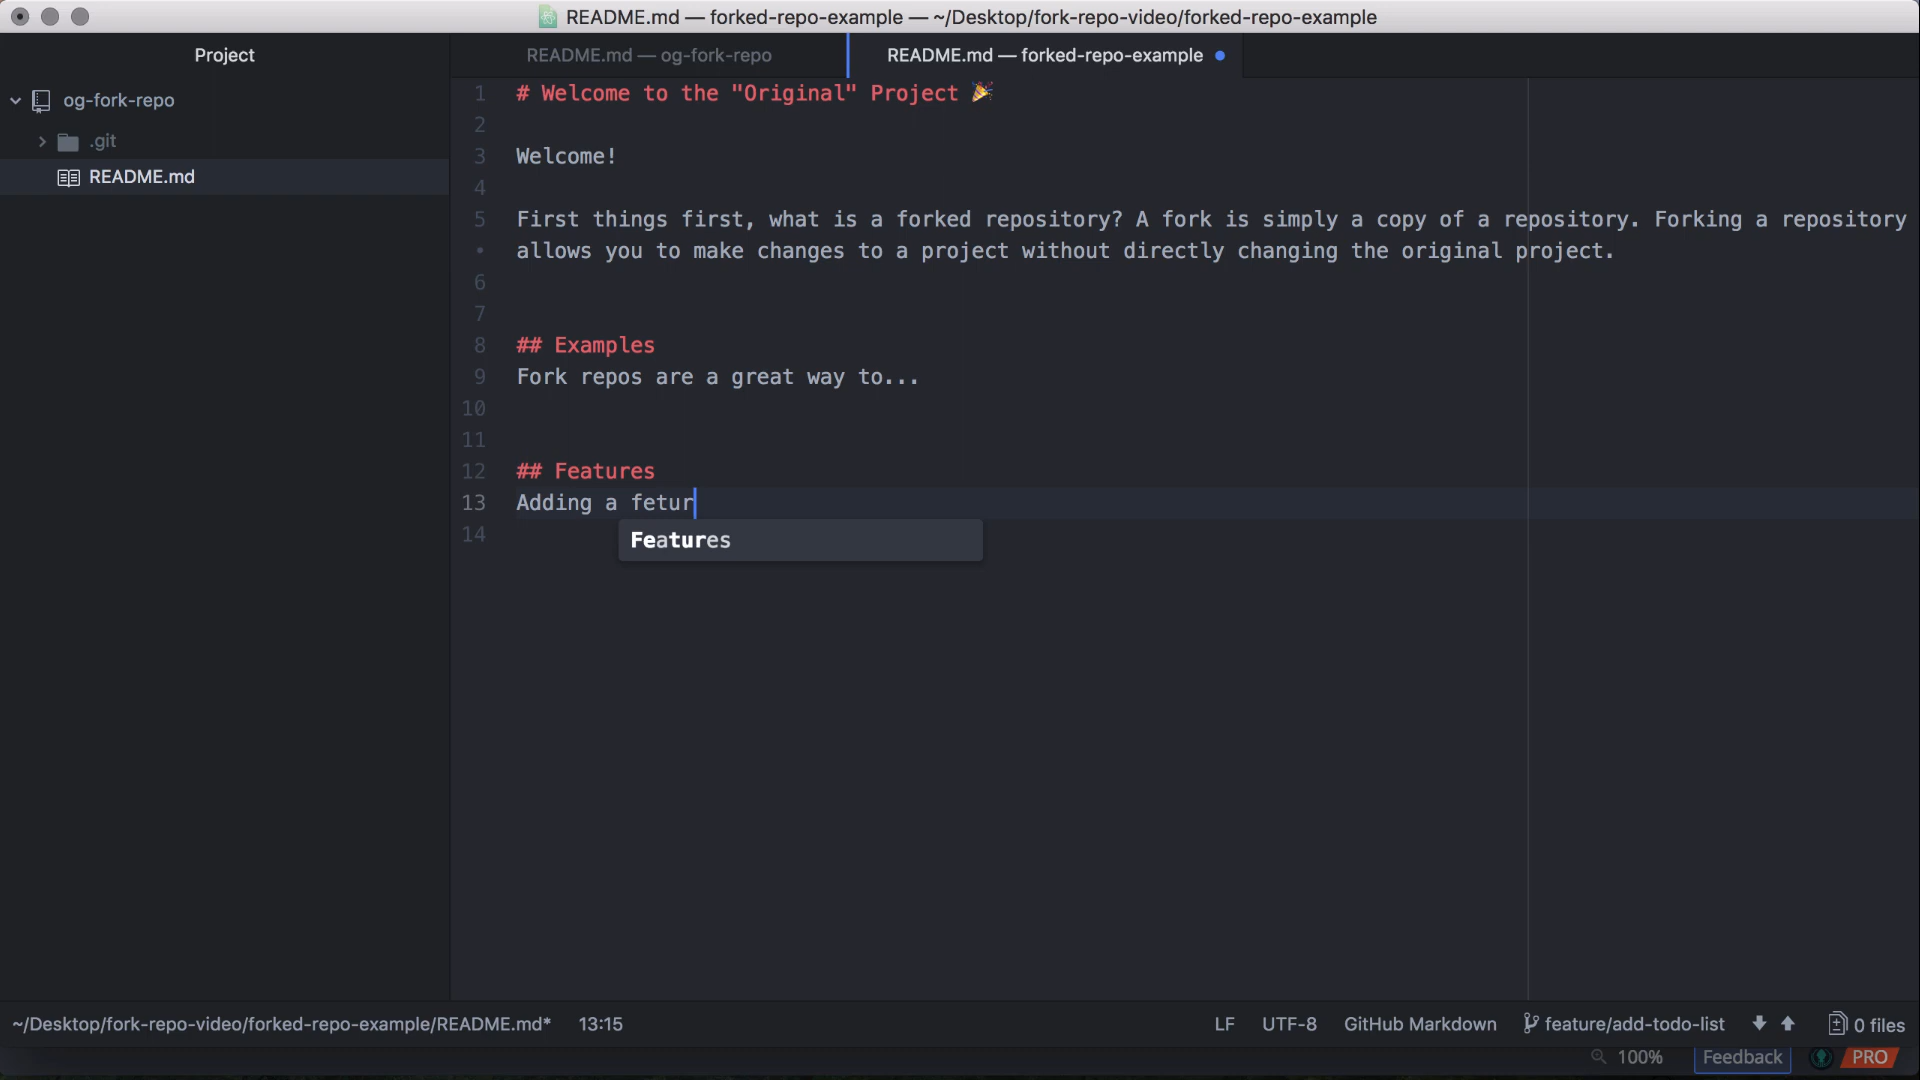 README.md — forked-repo-example — ~/Desktop/fork-repo-video/forked-repo-example
Project
README.md — og-fork-repo
README.md — forked-repo-example
og-fork-repo
.git
README.md
1 # Welcome to the "Original" Project 🎉
2
3 Welcome!
4
5 First things first, what is a forked repository? A fork is simply a copy of a repository. Forking a repository
• allows you to make changes to a project without directly changing the original project.
6
7
8 ## Examples
9 Fork repos are a great way to...
10
11
12 ## Features
13 Adding a fetur
Features
14
~/Desktop/fork-repo-video/forked-repo-example/README.md* 13:15 LF UTF-8 GitHub Markdown feature/add-todo-list 0 files
100% Feedback PRO